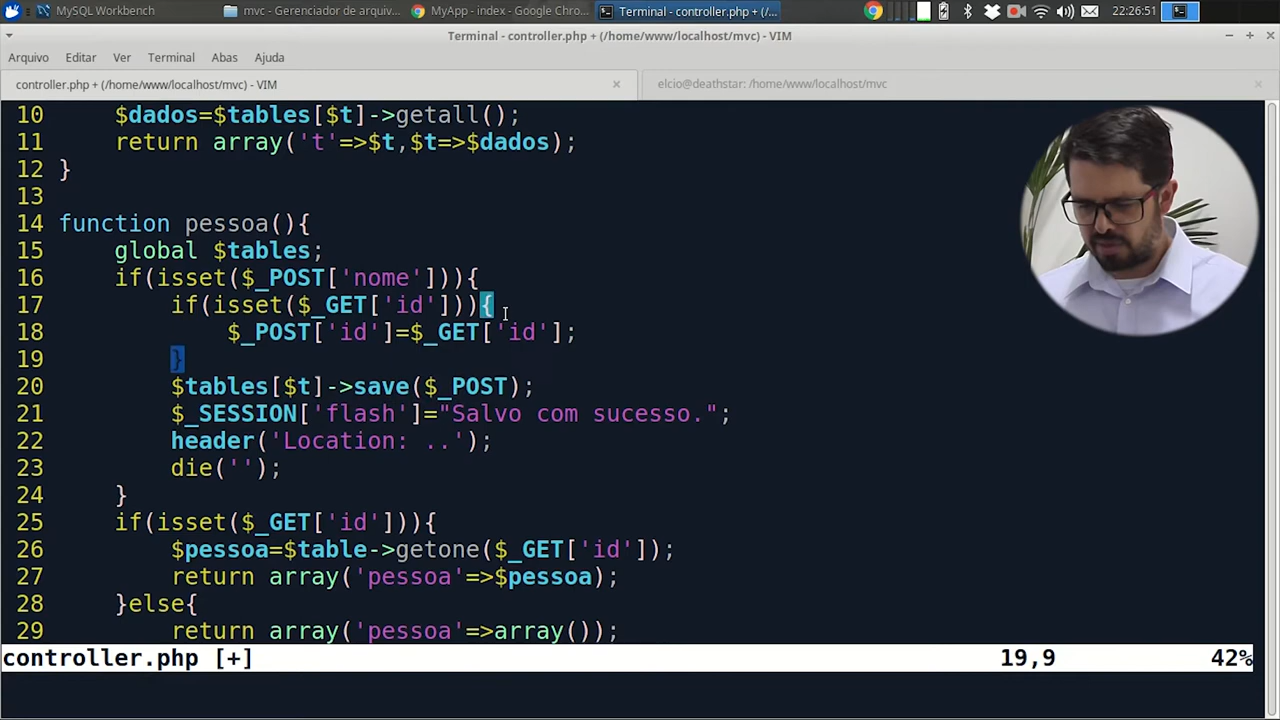 MySQL Workbench mvc - Gerenciador de arquiv... MyApp - index - Google Chro... Terminal - controller.php + (/... 22:26:51
Terminal - controller.php + (/home/www/localhost/mvc) - VIM
Arquivo Editar Ver Terminal Abas Ajuda
controller.php + (/home/www/localhost/mvc) - VIM elcio@deathstar: /home/www/localhost/mvc
10 $dados=$tables[$t]->getall();
11 return array('t'=>$t,$t=>$dados);
12 }
13
14 function pessoa(){
15 global $tables;
16 if(isset($_POST['nome'])){
17 if(isset($_GET['id'])){
18 $_POST['id']=$_GET['id'];
19 }
20 $tables[$t]->save($_POST);
21 $_SESSION['flash']="Salvo com sucesso.";
22 header('Location: ..');
23 die('');
24 }
25 if(isset($_GET['id'])){
26 $pessoa=$table->getone($_GET['id']);
27 return array('pessoa'=>$pessoa);
28 }else{
29 return array('pessoa'=>array());
controller.php [+] 19,9 42%